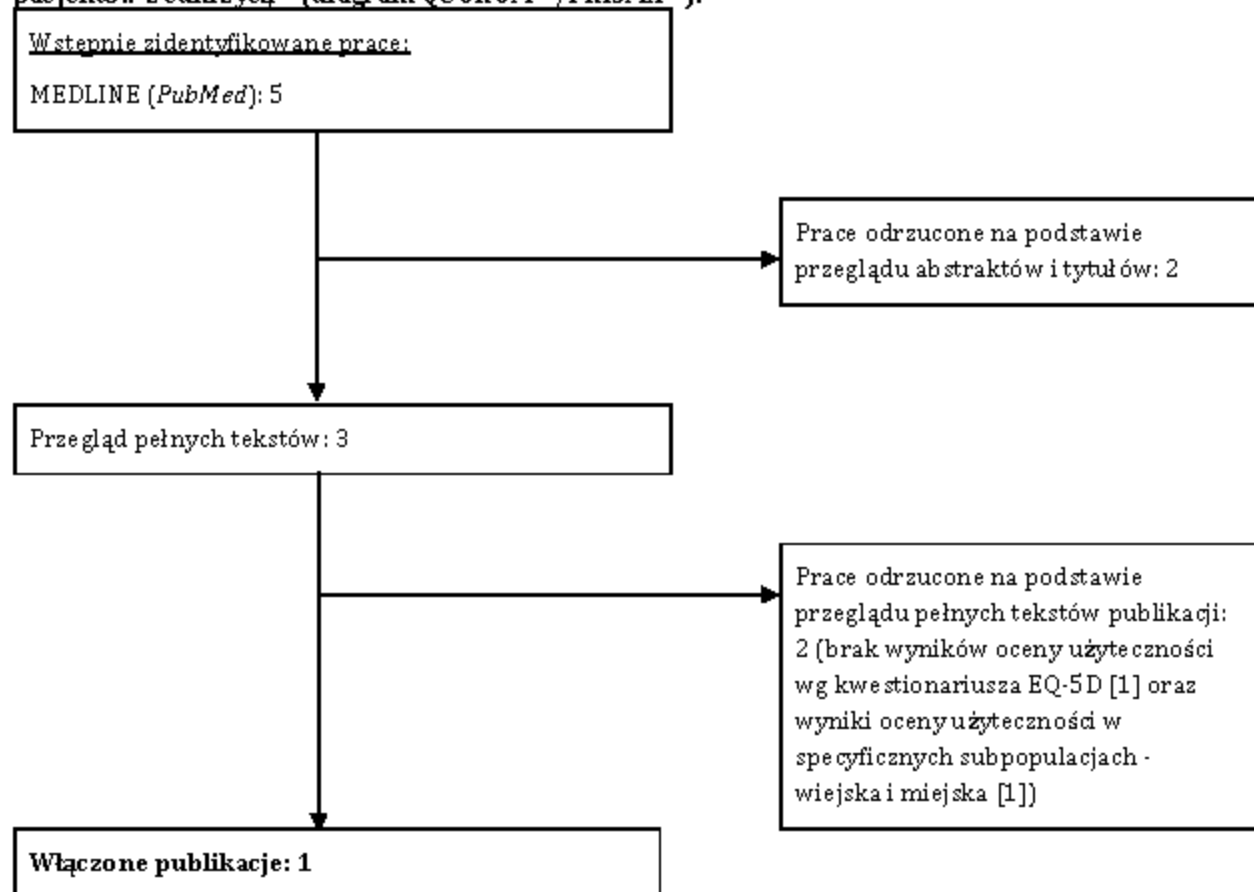 Wstępnie zidentyfikowane prace:
MEDLINE (PubMed): 5
Prace odrzucone na podstawie
przeglądu abstraktów i tytułów: 2
Przegląd pełnych tekstów: 3
Prace odrzucone na podstawie
przeglądu pełnych tekstów publikacji:
2 (brak wyników oceny użyteczności
wg kwestionariusza EQ-5D [1] oraz
wyniki oceny użyteczności w
specyficznych subpopulacjach -
wiejska i miejska [1])
Włączone publikacje: 1